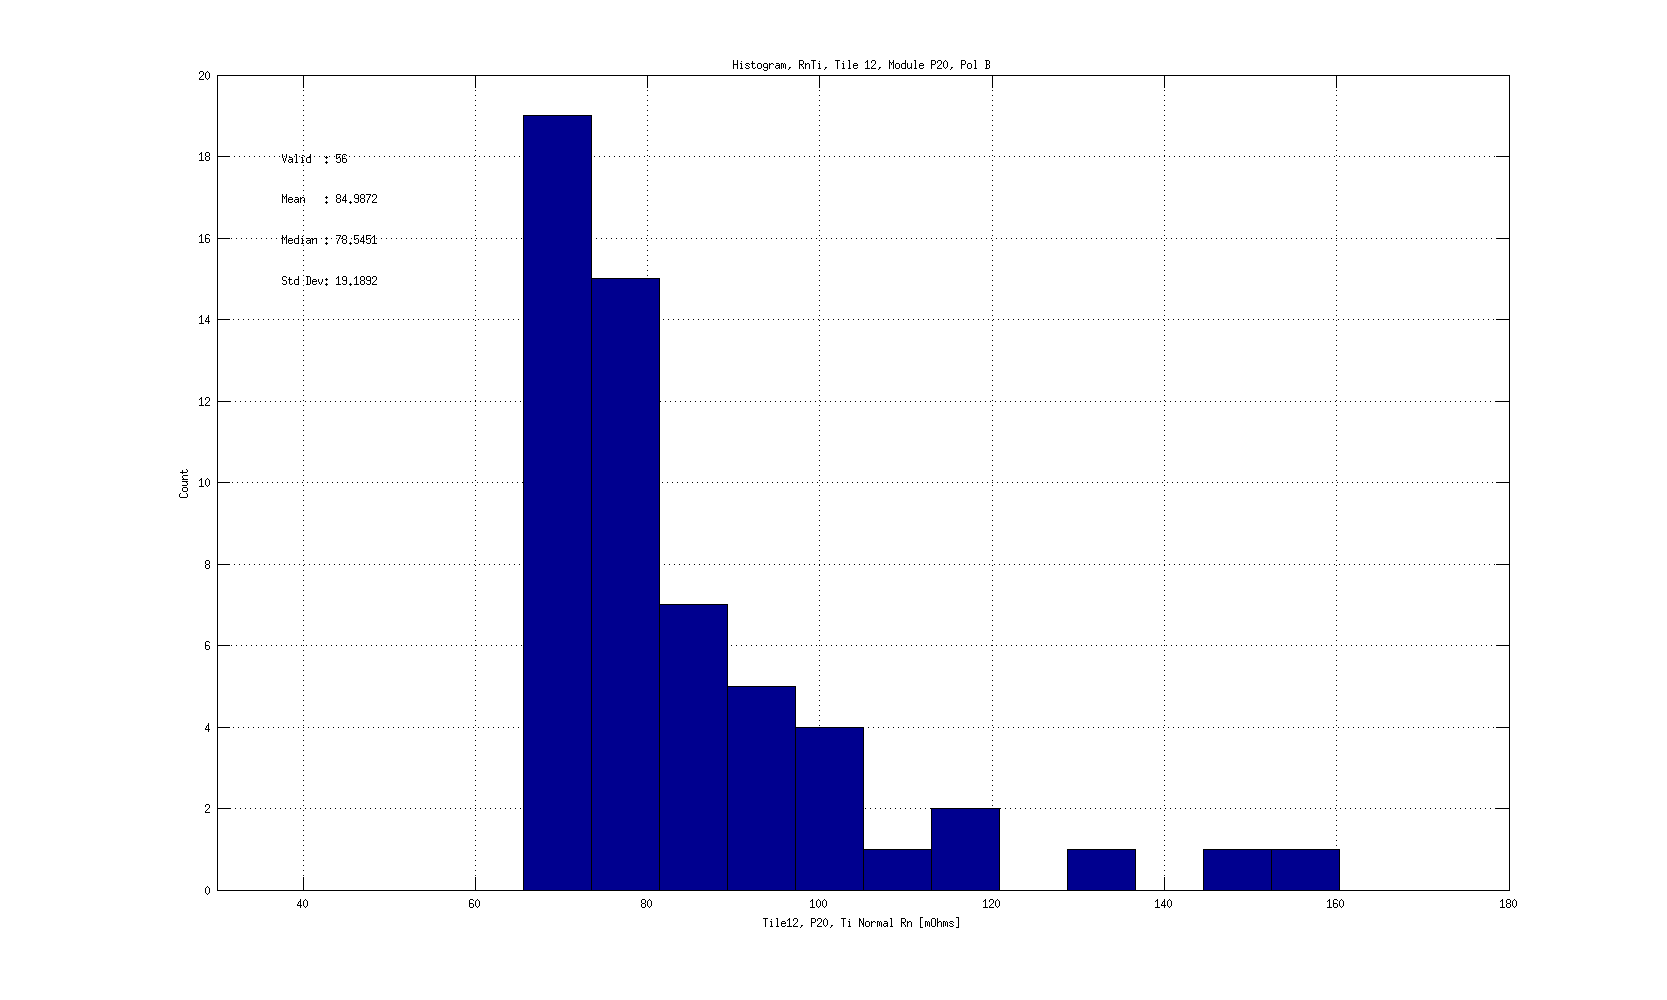 Histogram, RnTi, Tile 12, Module P20, Pol B
20
18
16
14
12
10
8
6
4
2
0
Valid : 56
Mean : 84.9872
Median : 78.5451
Std Dev: 19.1892
Count
40 60 80 100 120 140 160 180
Tile12, P20, Ti Normal Rn [mOhms]